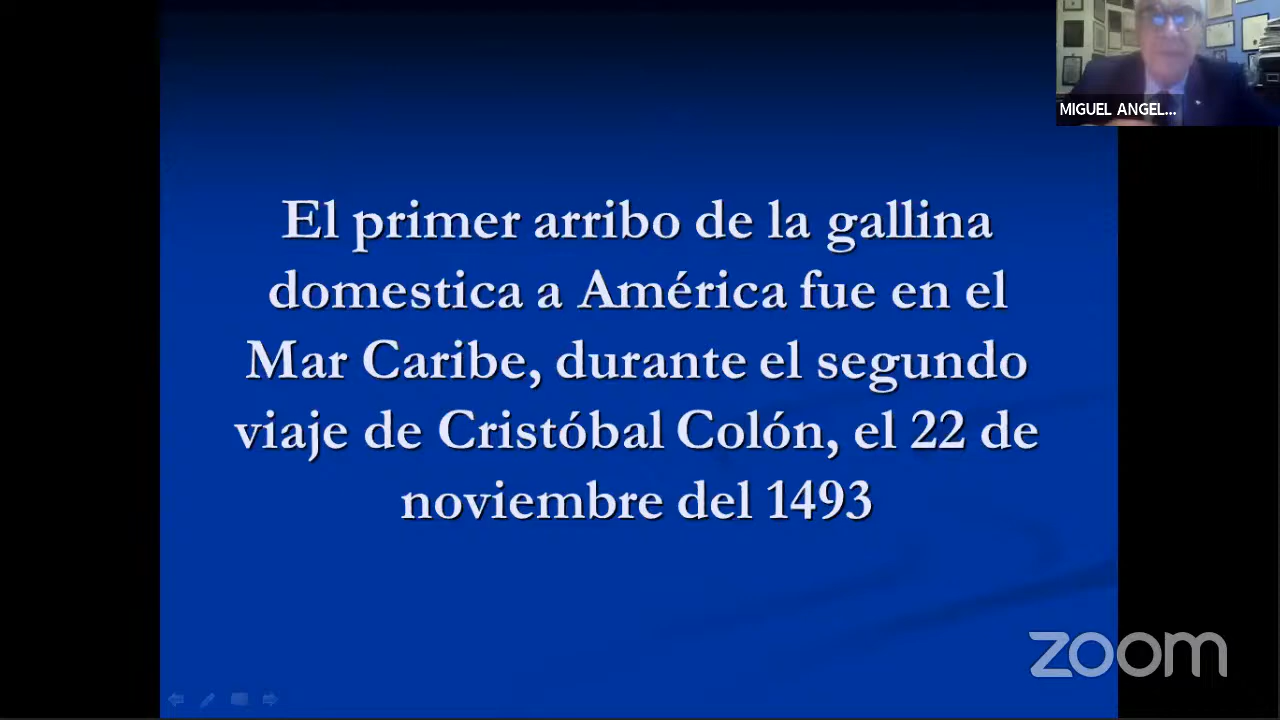 MIGUEL ANGEL...
El primer arribo de la gallina
domestica a América fue en el
Mar Caribe, durante el segundo
viaje de Cristóbal Colón, el 22 de
noviembre del 1493
zoom